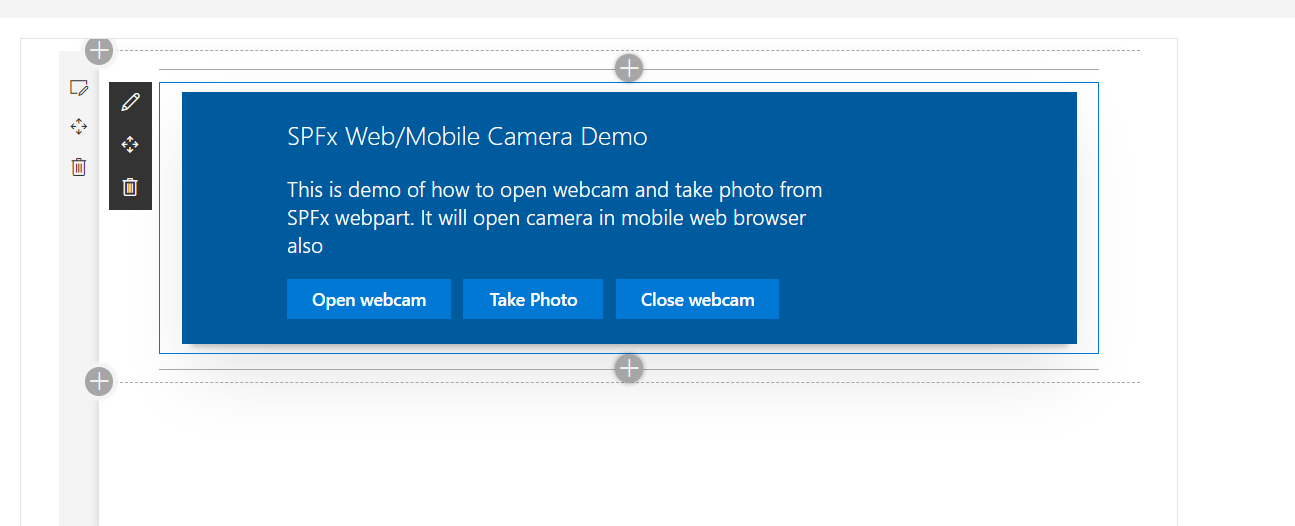 SPFx Web/Mobile Camera Demo
This is demo of how to open webcam and take photo from
SPFx webpart. It will open camera in mobile web browser
also
Open webcam
Take Photo
Close webcam